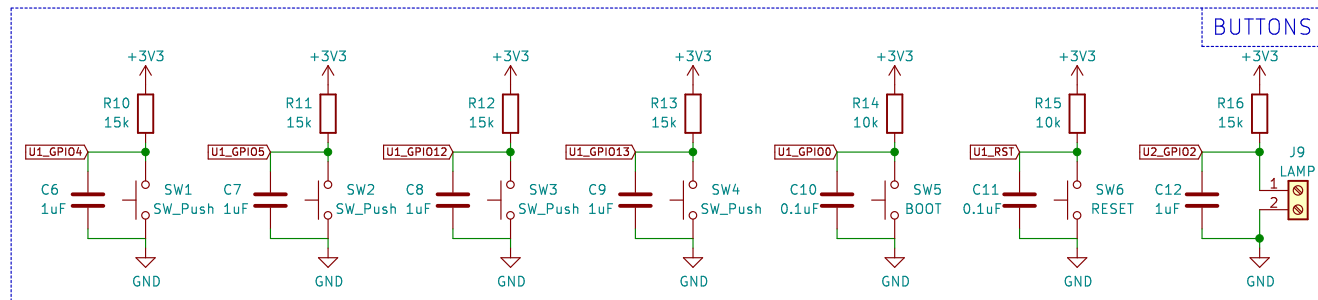 BUTTONS
+3V3
R10
15k
U1_GPIO4
C6
1uF
SW1
SW_Push
GND
+3V3
R11
15k
U1_GPIO5
C7
1uF
SW2
SW_Push
GND
+3V3
R12
15k
U1_GPIO12
C8
1uF
SW3
SW_Push
GND
+3V3
R13
15k
U1_GPIO13
C9
1uF
SW4
SW_Push
GND
+3V3
R14
10k
U1_GPIO0
C10
0.1uF
SW5
BOOT
GND
+3V3
R15
10k
U1_RST
C11
0.1uF
SW6
RESET
GND
+3V3
R16
15k
U2_GPIO2
C12
1uF
J9
LAMP
1
2
GND